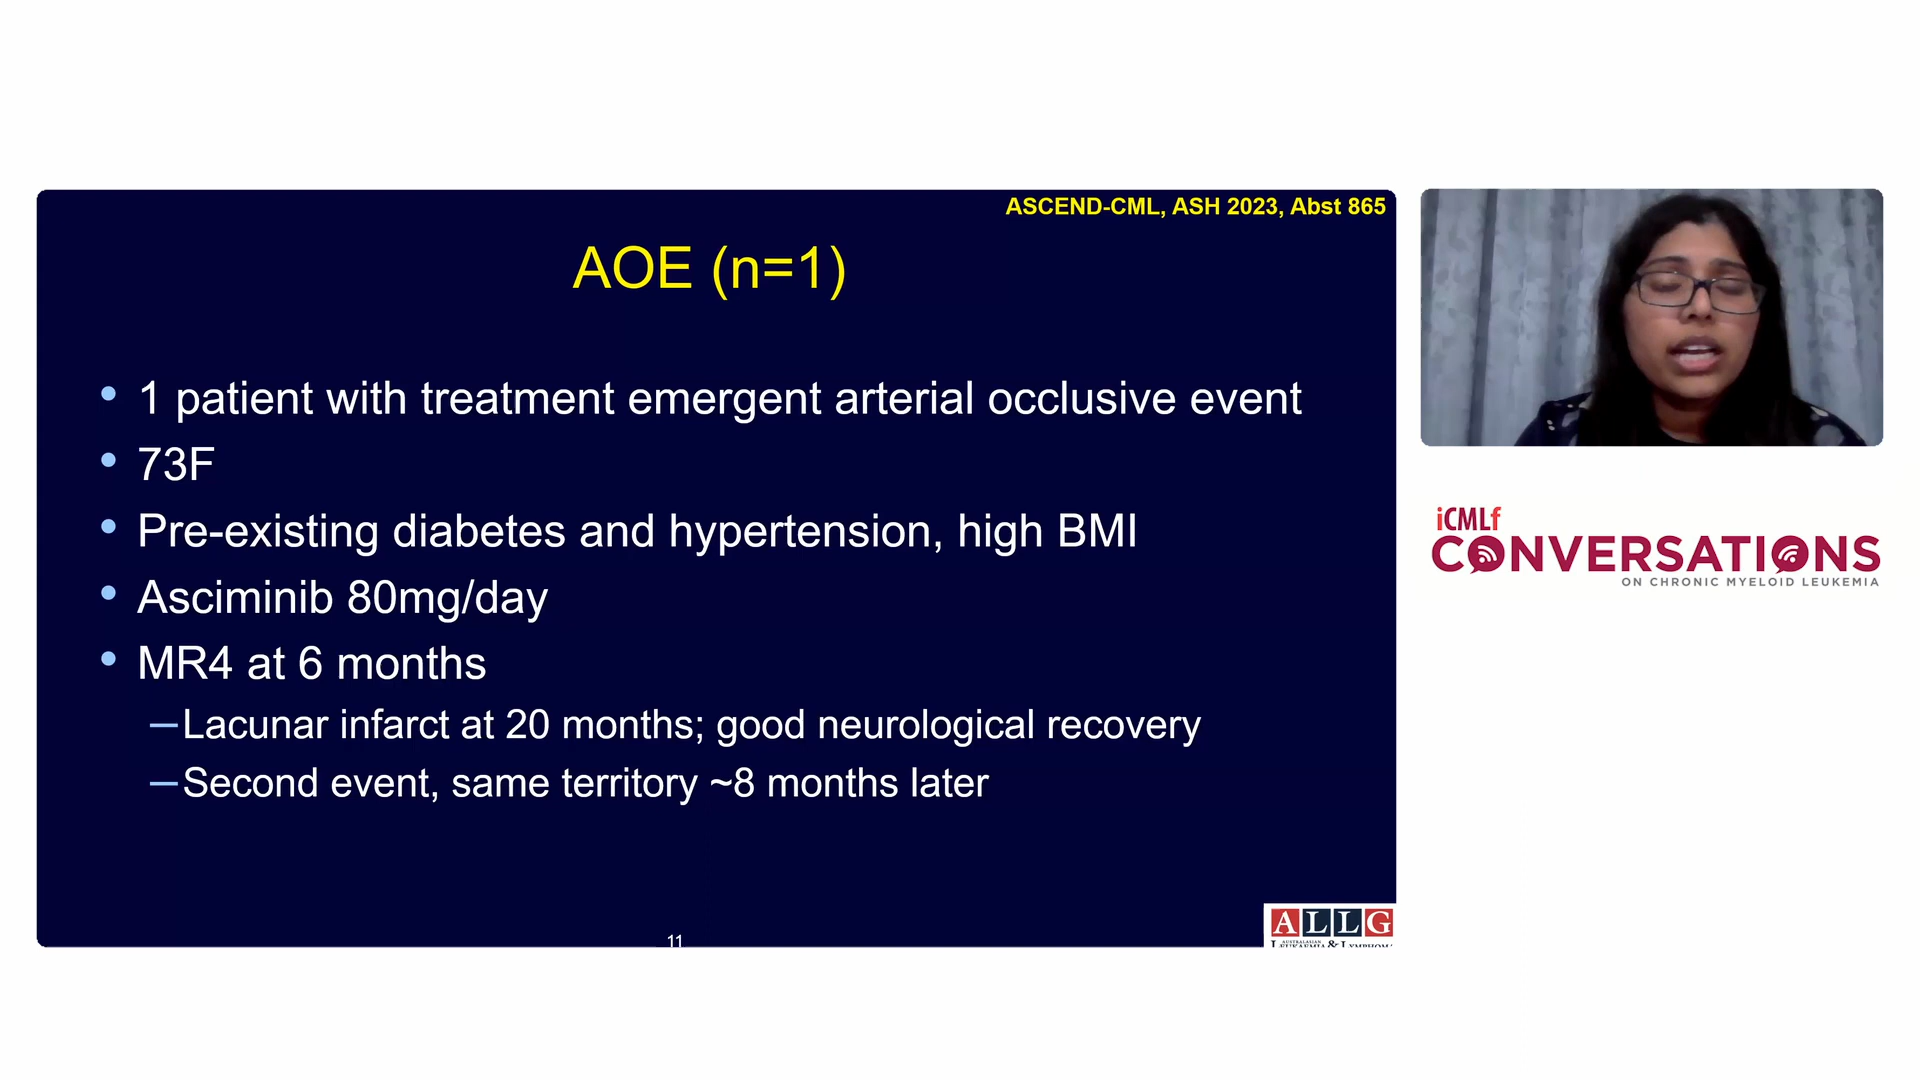 ASCEND-CML, ASH 2023, Abst 865
AOE (n=1)
• 1 patient with treatment emergent arterial occlusive event
• 73F
• Pre-existing diabetes and hypertension, high BMI
• Asciminib 80mg/day
• MR4 at 6 months
–Lacunar infarct at 20 months; good neurological recovery
–Second event, same territory ~8 months later
11
ALLG
iCMLf
CONVERSATIONS
ON CHRONIC MYELOID LEUKEMIA